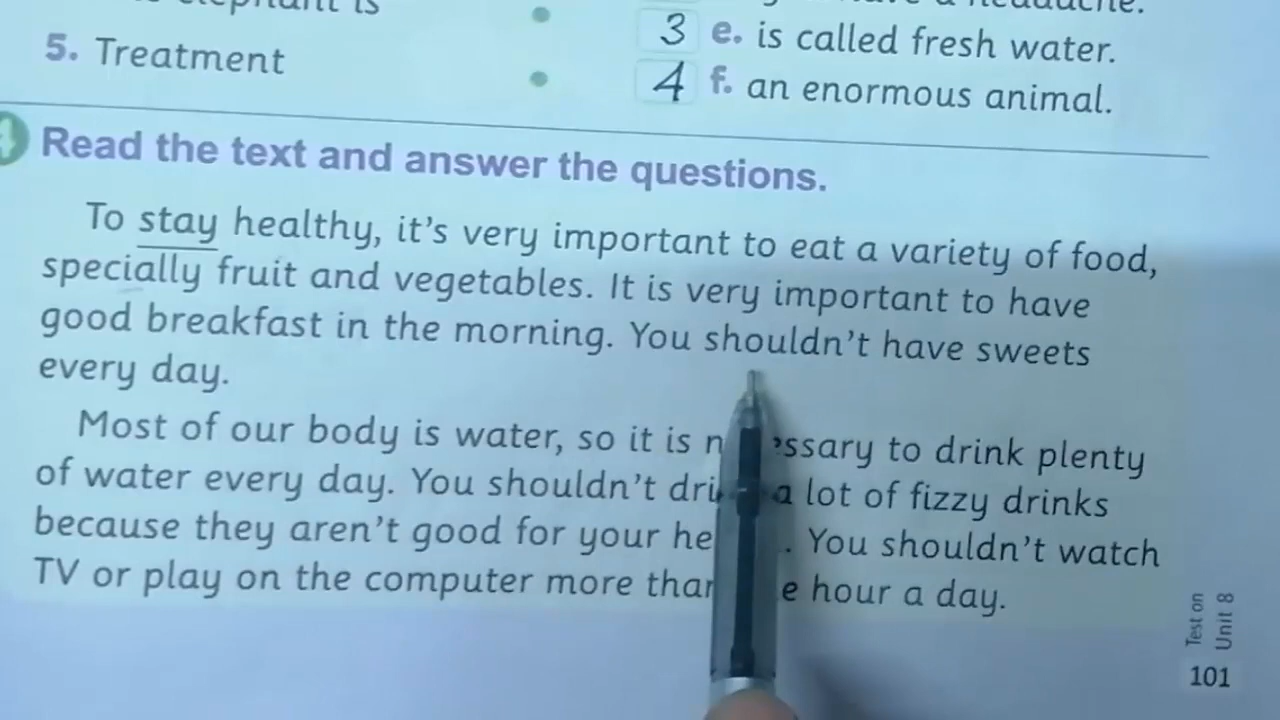 is
5. Treatment
3 e. is called fresh water.
4 f. an enormous animal.
Read the text and answer the questions.
To stay healthy, it's very important to eat a variety of food,
specially fruit and vegetables. It is very important to have
good breakfast in the morning. You shouldn't have sweets
every day.
Most of our body is water, so it is to drink plenty
of water every day. You shouldn't a lot of fizzy drinks
because they aren't good for your . You shouldn't watch
TV or play on the computer more hour a day.
Test on
Unit 8
101